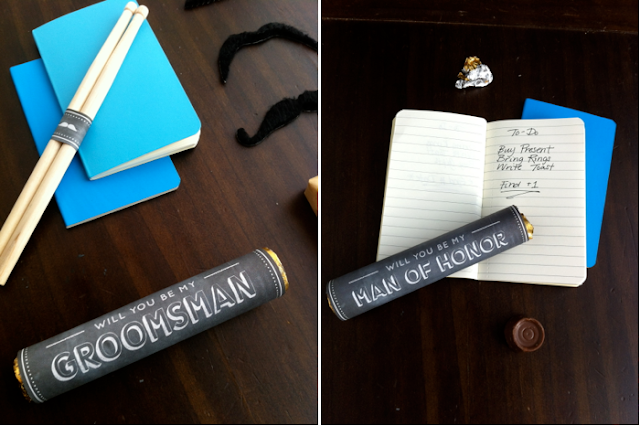 WILL YOU BE MY
GROOMSMAN
To-Do
Buy Present
Bring Rings
Write Toast
Find +1
WILL YOU BE MY
MAN OF HONOR